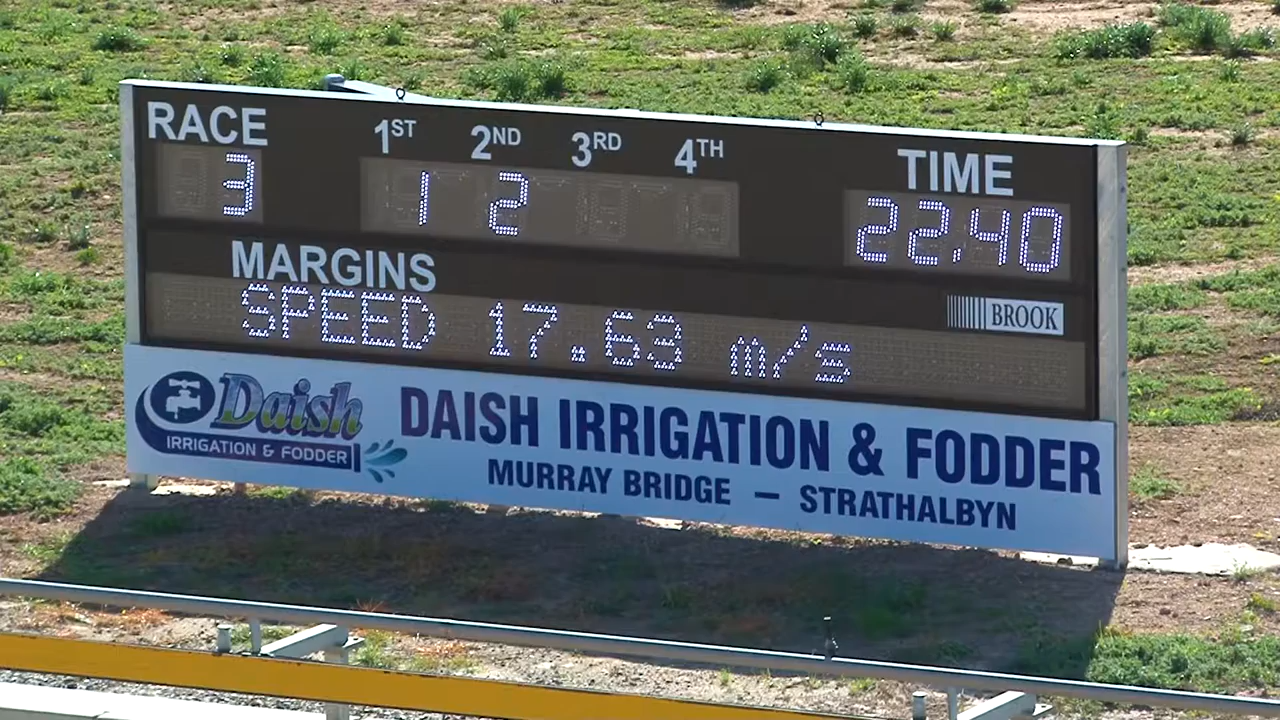 RACE 1ST 2ND 3RD 4TH TIME
3 1 2 22.40
MARGINS
BROOK
SPEED 17.63 m/s
Daish
IRRIGATION & FODDER
DAISH IRRIGATION & FODDER
MURRAY BRIDGE – STRATHALBYN